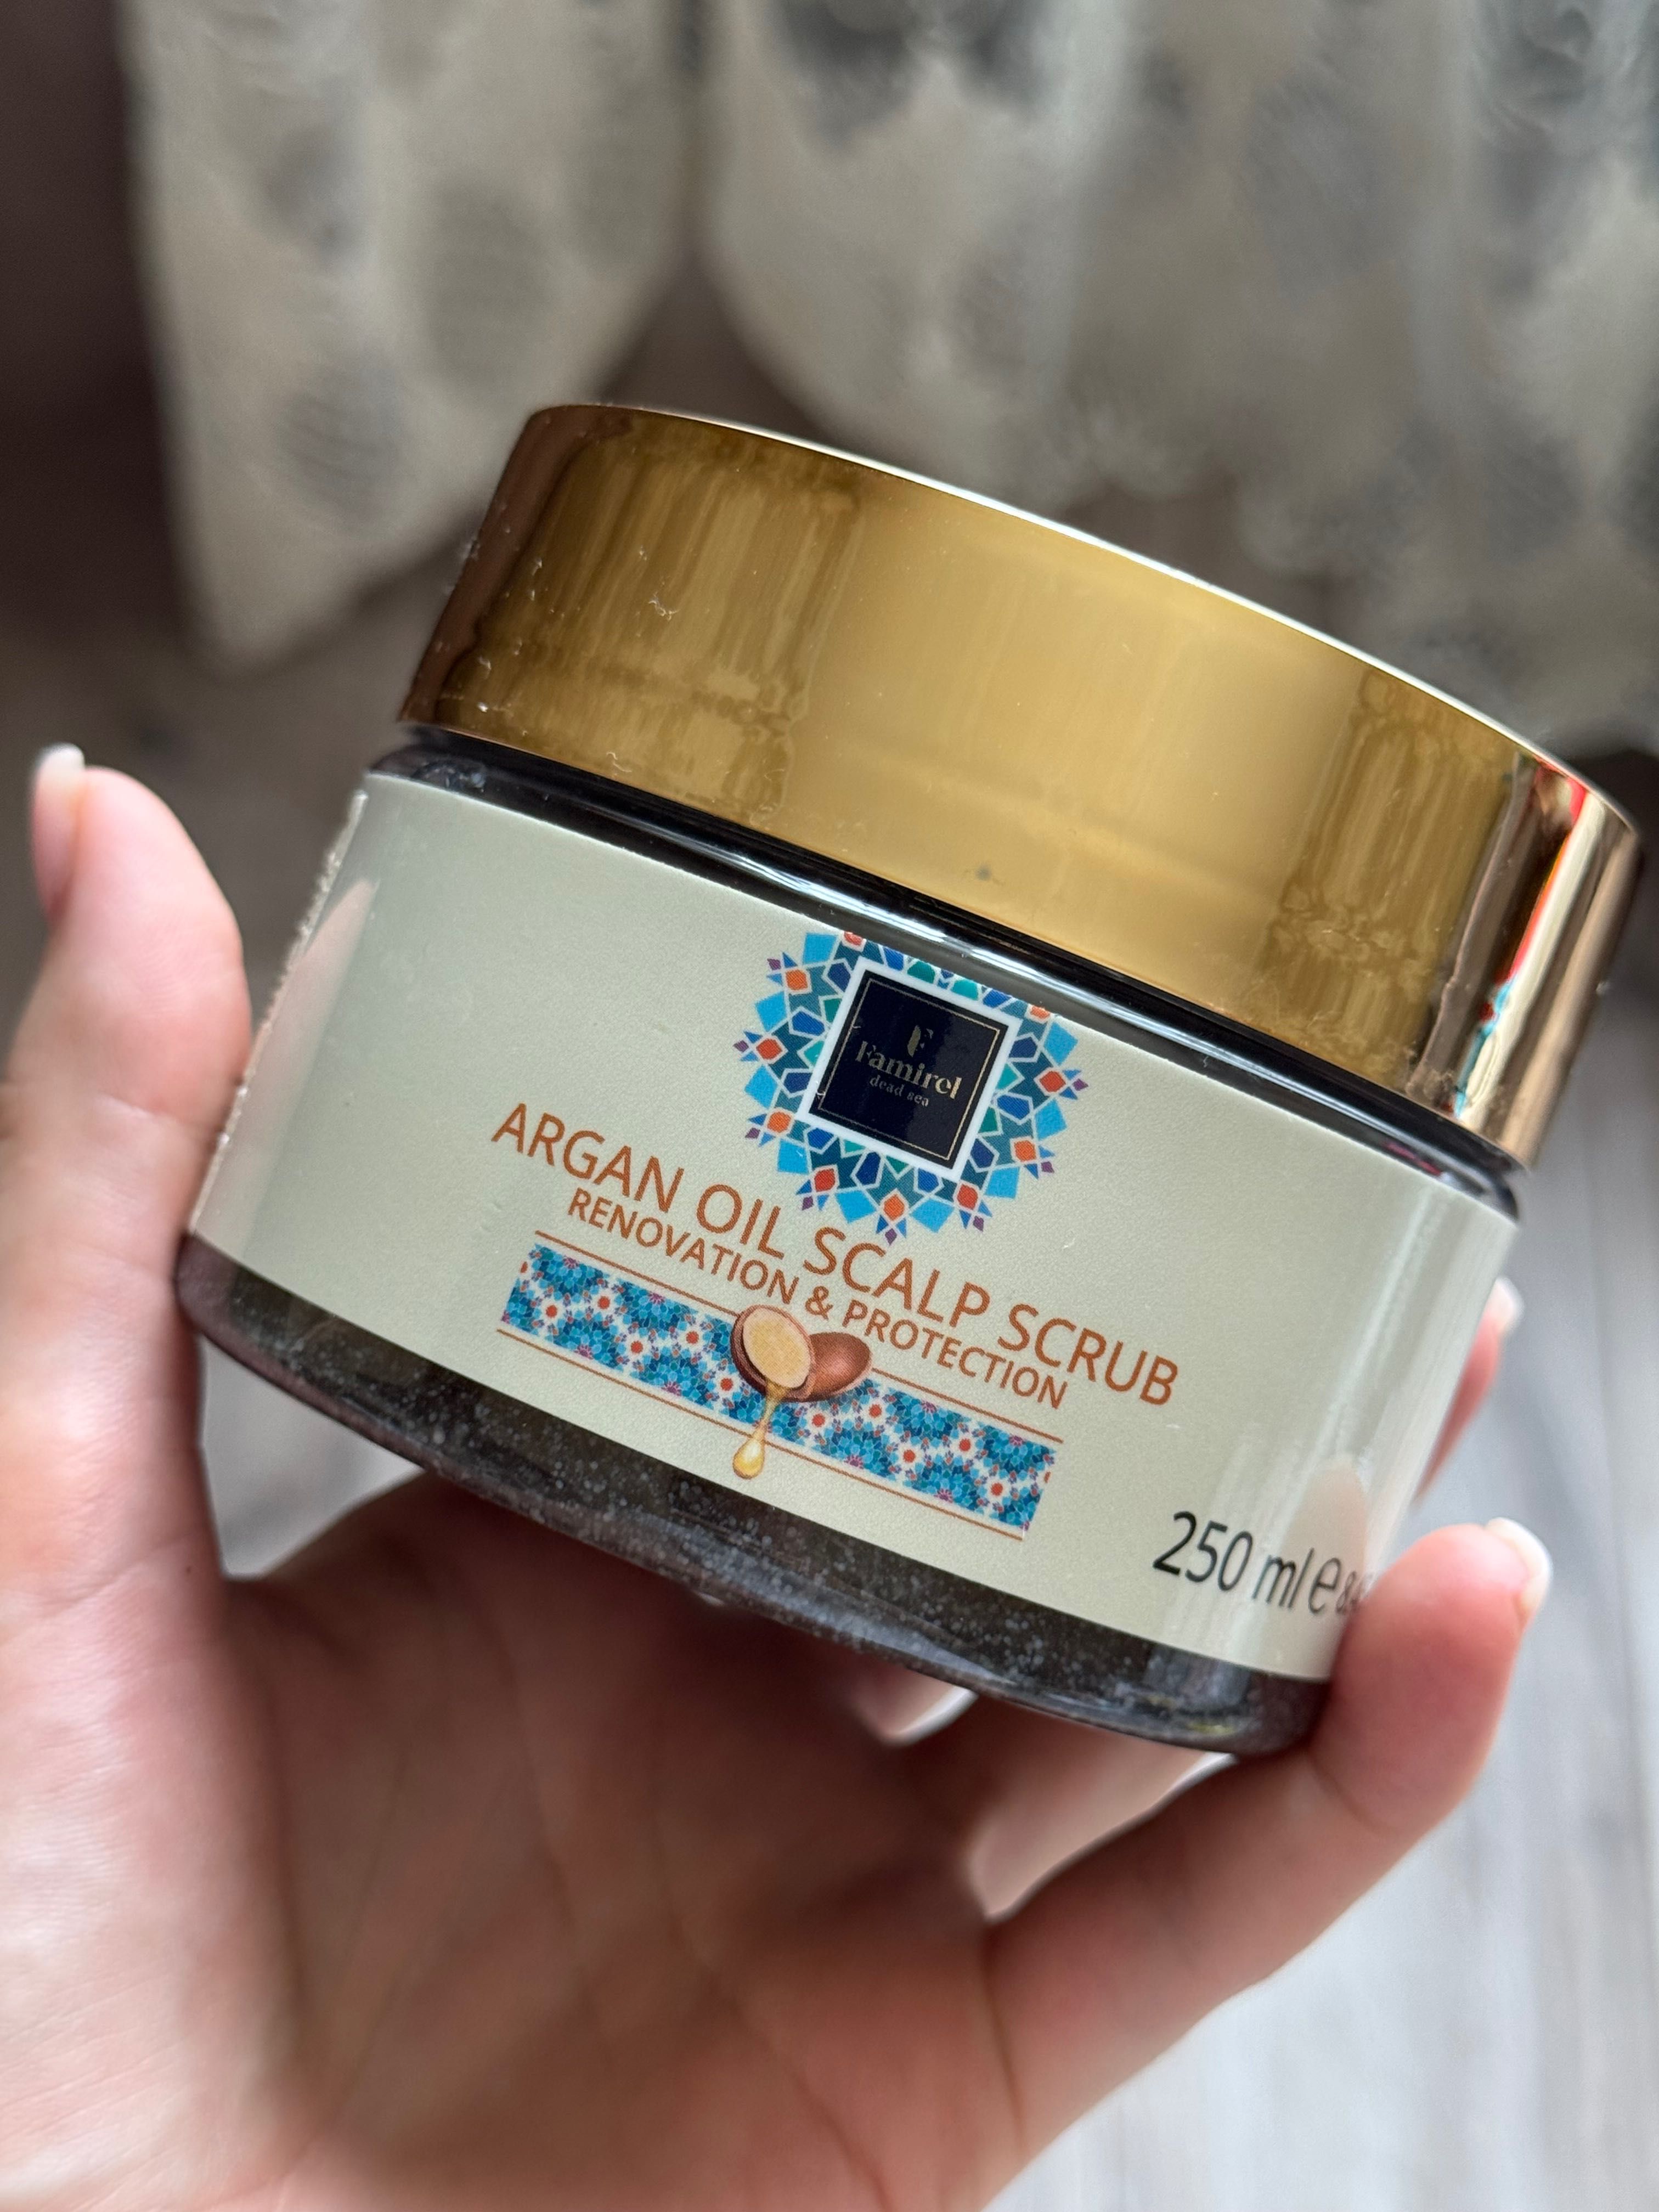 F
Famirel
dead sea
ARGAN OIL SCALP SCRUB
RENOVATION & PROTECTION
250 ml e